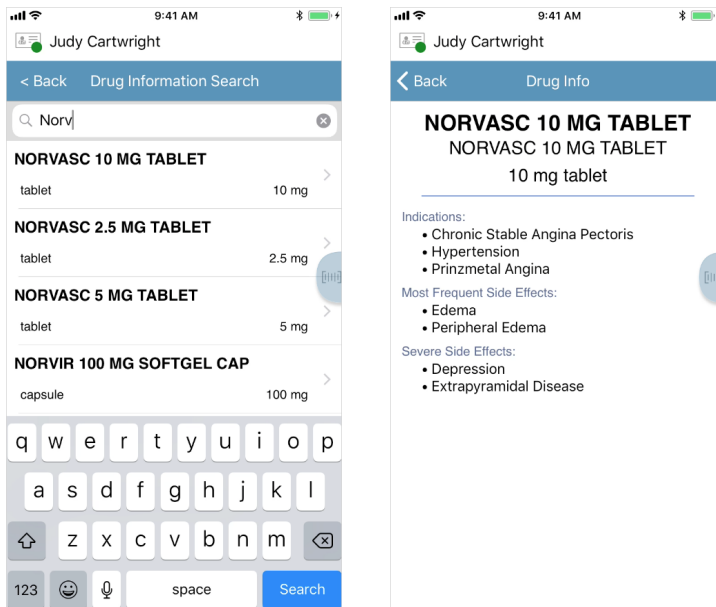 9:41 AM
Judy Cartwright
< Back Drug Information Search
Norv
NORVASC 10 MG TABLET
tablet 10 mg
NORVASC 2.5 MG TABLET
tablet 2.5 mg
NORVASC 5 MG TABLET
tablet 5 mg
NORVIR 100 MG SOFTGEL CAP
capsule 100 mg
q w e r t y u i o p
a s d f g h j k l
z x c v b n m
123 space Search
9:41 AM
Judy Cartwright
Back Drug Info
NORVASC 10 MG TABLET
NORVASC 10 MG TABLET
10 mg tablet
Indications:
• Chronic Stable Angina Pectoris
• Hypertension
• Prinzmetal Angina
Most Frequent Side Effects:
• Edema
• Peripheral Edema
Severe Side Effects:
• Depression
• Extrapyramidal Disease